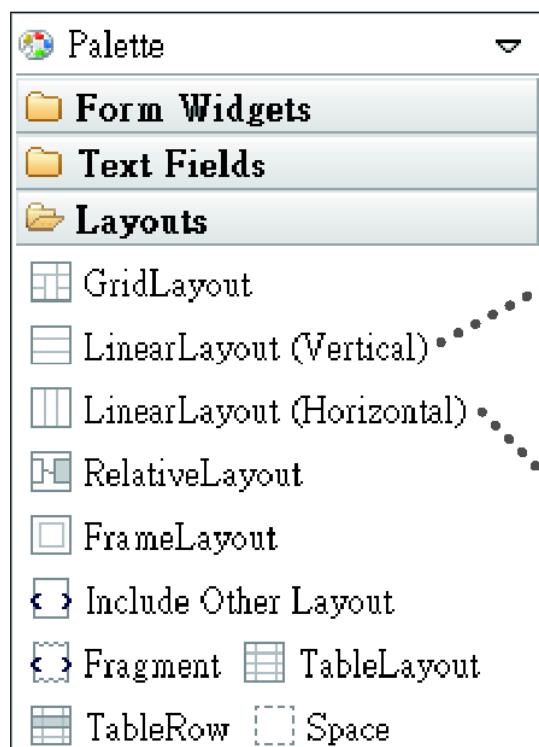 Palette
Form Widgets
Text Fields
Layouts
GridLayout
LinearLayout (Vertical)
LinearLayout (Horizontal)
RelativeLayout
FrameLayout
Include Other Layout
Fragment TableLayout
TableRow Space